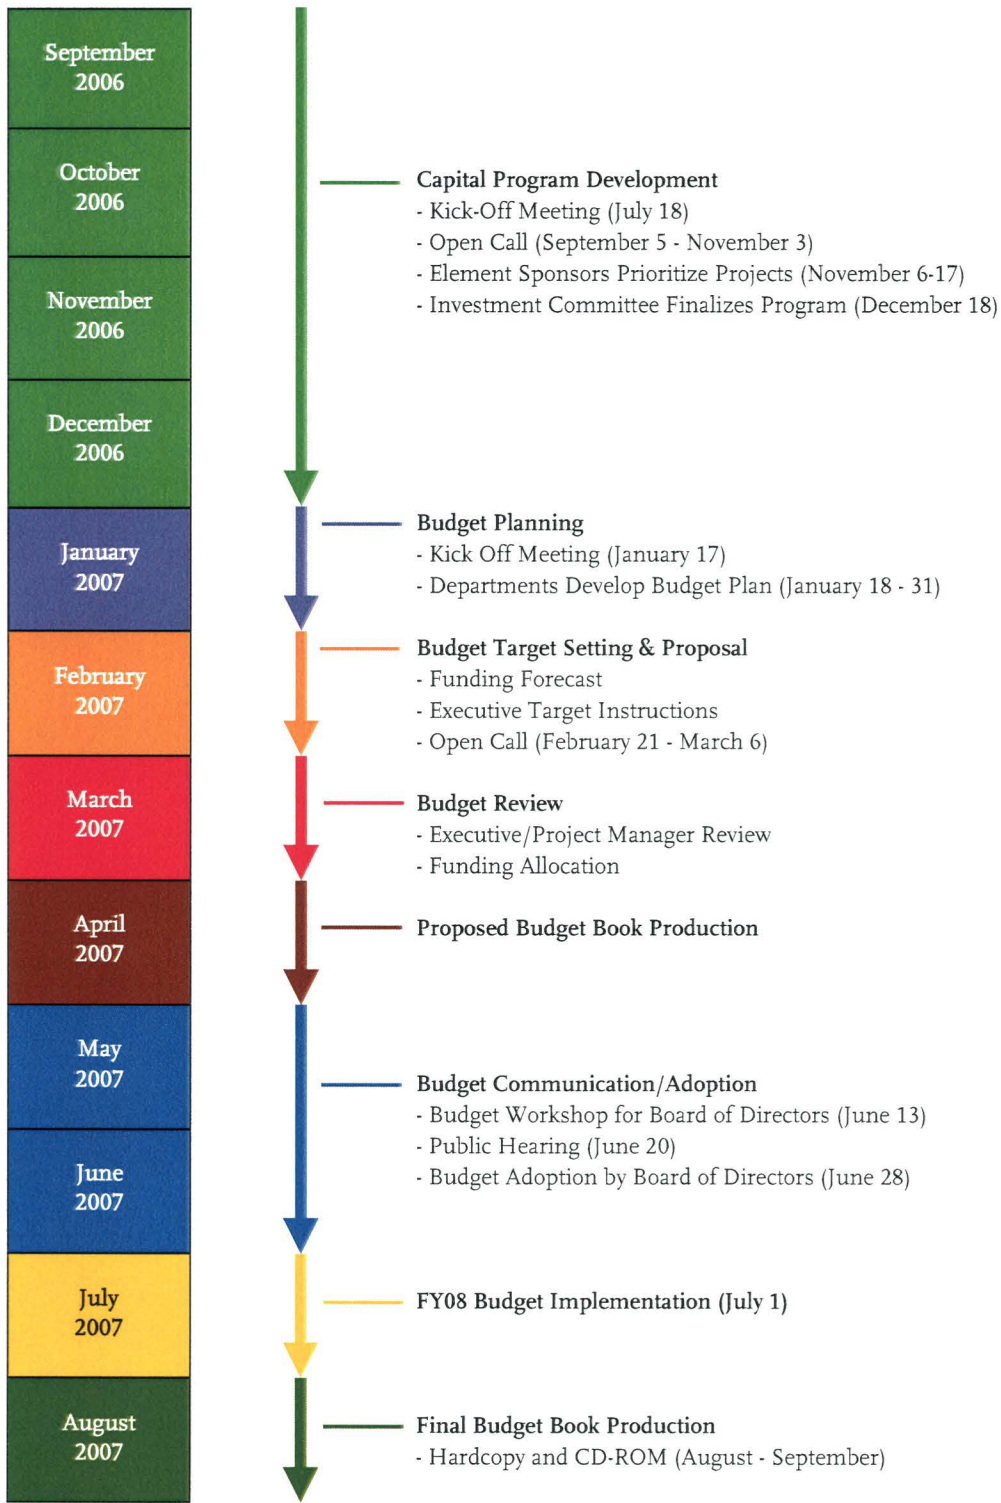 September
2006
October
2006
November
2006
December
2006
January
2007
February
2007
March
2007
April
2007
May
2007
June
2007
July
2007
August
2007
Capital Program Development
- Kick-Off Meeting (July 18)
- Open Call (September 5 - November 3)
- Element Sponsors Prioritize Projects (November 6-17)
- Investment Committee Finalizes Program (December 18)
Budget Planning
- Kick Off Meeting (January 17)
- Departments Develop Budget Plan (January 18 - 31)
Budget Target Setting & Proposal
- Funding Forecast
- Executive Target Instructions
- Open Call (February 21 - March 6)
Budget Review
- Executive/Project Manager Review
- Funding Allocation
Proposed Budget Book Production
Budget Communication/Adoption
- Budget Workshop for Board of Directors (June 13)
- Public Hearing (June 20)
- Budget Adoption by Board of Directors (June 28)
FY08 Budget Implementation (July 1)
Final Budget Book Production
- Hardcopy and CD-ROM (August - September)